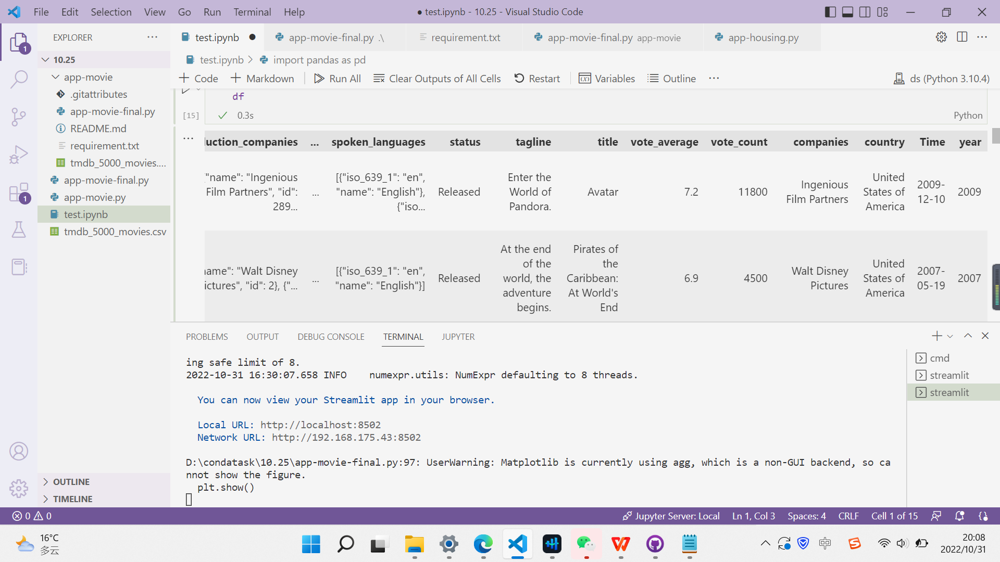 File Edit Selection View Go Run Terminal Help
● test.ipynb - 10.25 - Visual Studio Code
EXPLORER
10.25
app-movie
.gitattributes
app-movie-final.py
README.md
requirement.txt
tmdb_5000_movies....
app-movie-final.py
app-movie.py
test.ipynb
tmdb_5000_movies.csv
OUTLINE
TIMELINE
1
1
test.ipynb ● app-movie-final.py .\ requirement.txt app-movie-final.py app-movie app-housing.py
test.ipynb > import pandas as pd
+ Code + Markdown Run All Clear Outputs of All Cells Restart Variables Outline ...
ds (Python 3.10.4)
df
[15] ✓ 0.3s Python
uction_companies ... spoken_languages status tagline title vote_average vote_count companies country Time year
"name": "Ingenious
Film Partners", "id":
289...
...
[{"iso_639_1": "en",
"name": "English"},
{"iso...
Released
Enter the
World of
Pandora.
Avatar
7.2
11800
Ingenious
Film Partners
United
States of
America
2009-
12-10
2009
name": "Walt Disney
ictures", "id": 2}, {"...
...
[{"iso_639_1": "en",
"name": "English"}]
Released
At the end
of the
world, the
adventure
begins.
Pirates of
the
Caribbean:
At World's
End
6.9
4500
Walt Disney
Pictures
United
States of
America
2007-
05-19
2007
PROBLEMS OUTPUT DEBUG CONSOLE TERMINAL JUPYTER
ing safe limit of 8.
2022-10-31 16:30:07.658 INFO    numexpr.utils: NumExpr defaulting to 8 threads.
You can now view your Streamlit app in your browser.
Local URL: http://localhost:8502
Network URL: http://192.168.175.43:8502
D:\condatask\10.25\app-movie-final.py:97: UserWarning: Matplotlib is currently using agg, which is a non-GUI backend, so ca
nnot show the figure.
plt.show()
cmd
streamlit
streamlit
0 0
Jupyter Server: Local Ln 1, Col 3 Spaces: 4 CRLF Cell 1 of 15
16°C
多云
中
20:08
2022/10/31